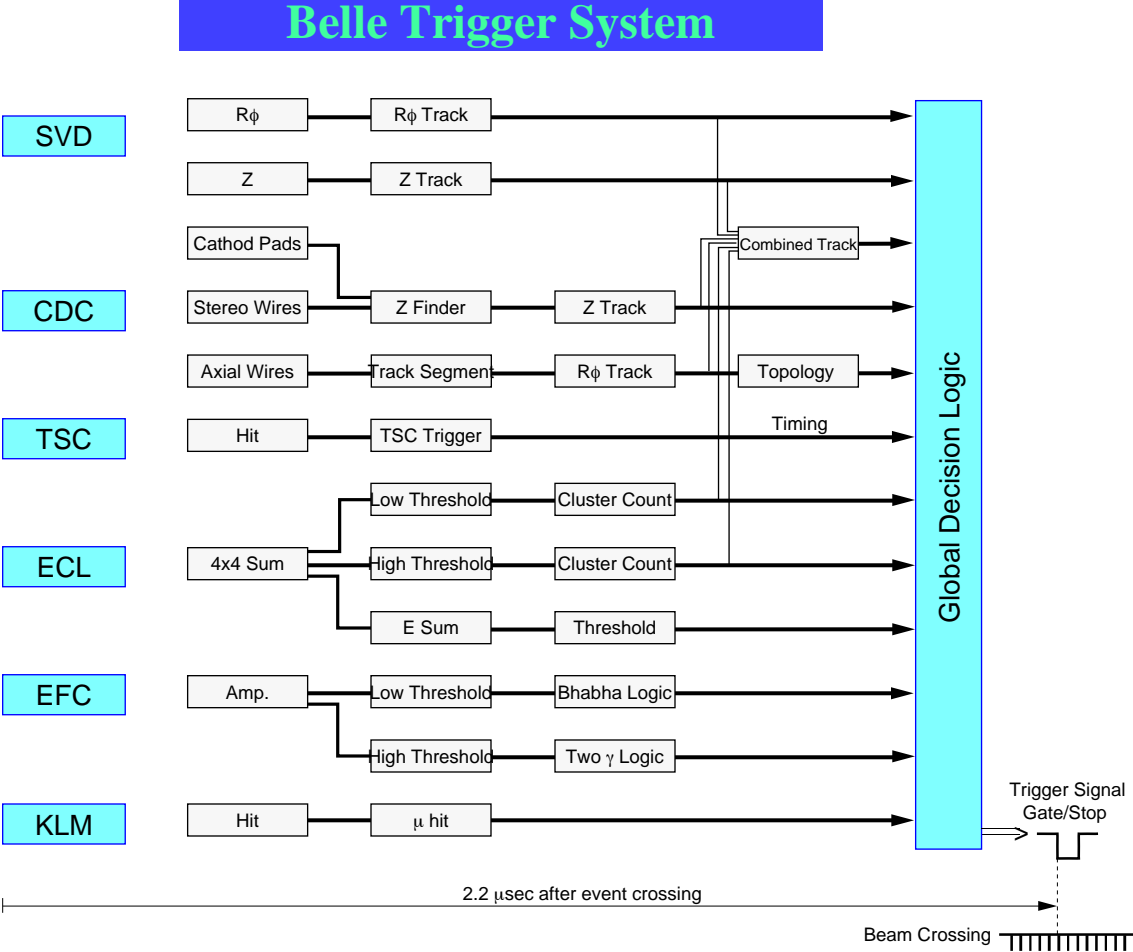 Belle Trigger System
SVD
Rϕ
Rϕ Track
Z
Z Track
Cathod Pads
Combined Track
CDC
Stereo Wires
Z Finder
Z Track
Axial Wires
Track Segment
Rϕ Track
Topology
TSC
Hit
TSC Trigger
Timing
Low Threshold
Cluster Count
ECL
4x4 Sum
High Threshold
Cluster Count
E Sum
Threshold
EFC
Amp.
Low Threshold
Bhabha Logic
High Threshold
Two γ Logic
KLM
Hit
μ hit
Global Decision Logic
Trigger Signal
Gate/Stop
2.2 μsec after event crossing
Beam Crossing